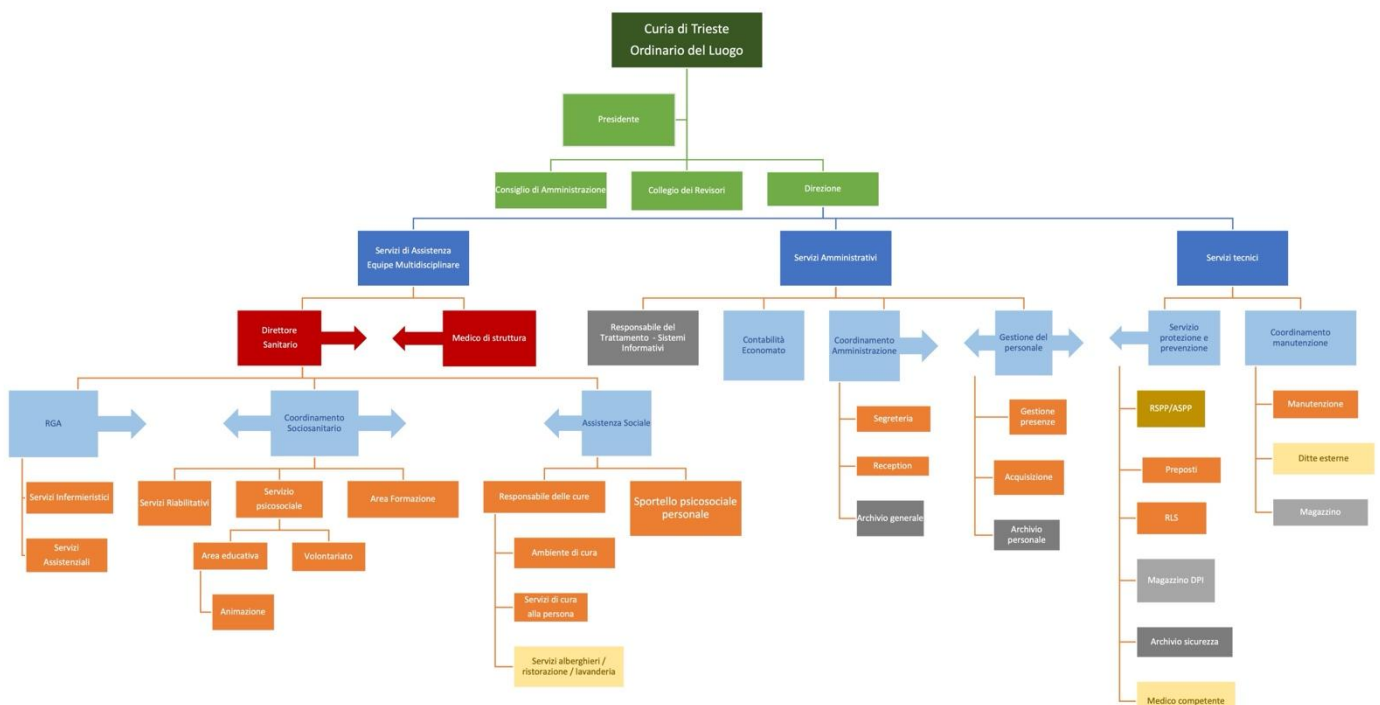 Curia di Trieste
Ordinario del Luogo
Presidente
Consiglio di Amministrazione
Collegio dei Revisori
Direzione
Servizi di Assistenza
Equipe Multidisciplinare
Servizi Amministrativi
Servizi tecnici
Direttore
Sanitario
Medico di struttura
Responsabile del
Trattamento - Sistemi
Informativi
Contabilità
Economato
Coordinamento
Amministrazione
Gestione del
personale
Servizio
protezione e
prevenzione
Coordinamento
manutenzione
RGA
Coordinamento
Sociosanitario
Assistenza Sociale
Segreteria
Gestione
presenze
RSPP/ASPP
Manutenzione
Servizi Infermieristici
Servizi Riabilitativi
Servizio
psicosociale
Area Formazione
Responsabile delle cure
Sportello psicosociale
personale
Reception
Acquisizione
Preposti
Ditte esterne
Archivio generale
Archivio
personale
RLS
Magazzino
Servizi
Assistenziali
Area educativa
Volontariato
Ambiente di cura
Magazzino DPI
Animazione
Servizi di cura
alla persona
Archivio sicurezza
Servizi alberghieri /
ristorazione / lavanderia
Medico competente